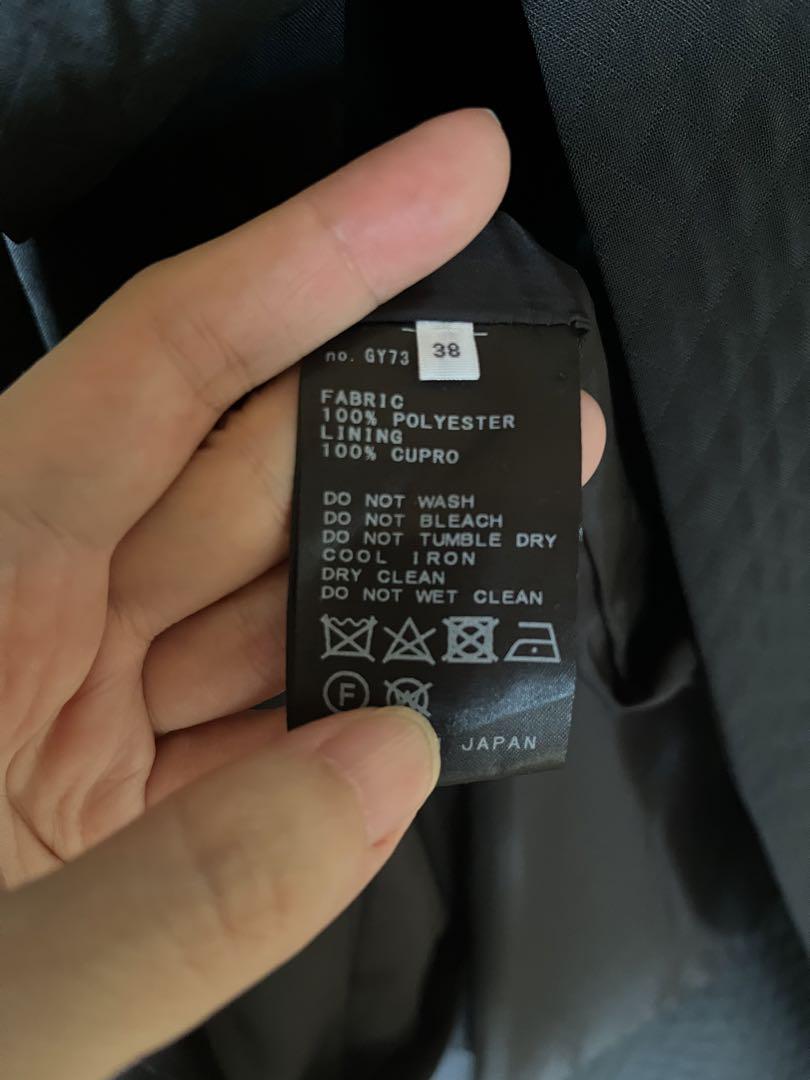 no. GY73 38
FABRIC
100% POLYESTER
LINING
100% CUPRO
DO NOT WASH
DO NOT BLEACH
DO NOT TUMBLE DRY
COOL IRON
DRY CLEAN
DO NOT WET CLEAN
F W
JAPAN